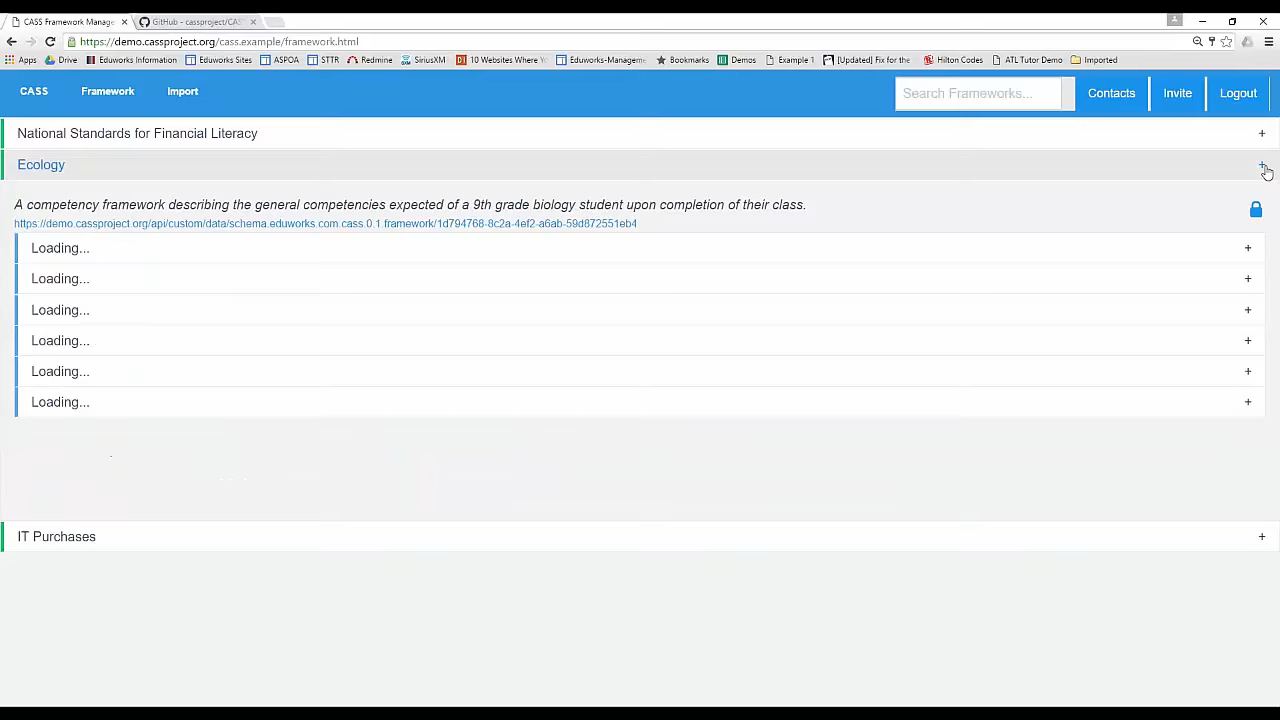 CASS Framework Manag
GitHub - cassproject/CAS
https://demo.cassproject.org/cass.example/framework.html
Apps Drive Eduworks Information Eduworks Sites ASPOA STTR Redmine SiriusXM 10 Websites Where Y Eduworks-Manageme Bookmarks Demos Example 1 [Updated] Fix for the Hilton Codes ATL Tutor Demo Imported
CASS Framework Import Search Frameworks... Contacts Invite Logout
National Standards for Financial Literacy +
Ecology +
A competency framework describing the general competencies expected of a 9th grade biology student upon completion of their class.
https://demo.cassproject.org/api/custom/data/schema.eduworks.com.cass.0.1.framework/1d794768-8c2a-4ef2-a6ab-59d872551eb4
Loading... +
Loading... +
Loading... +
Loading... +
Loading... +
Loading... +
IT Purchases +